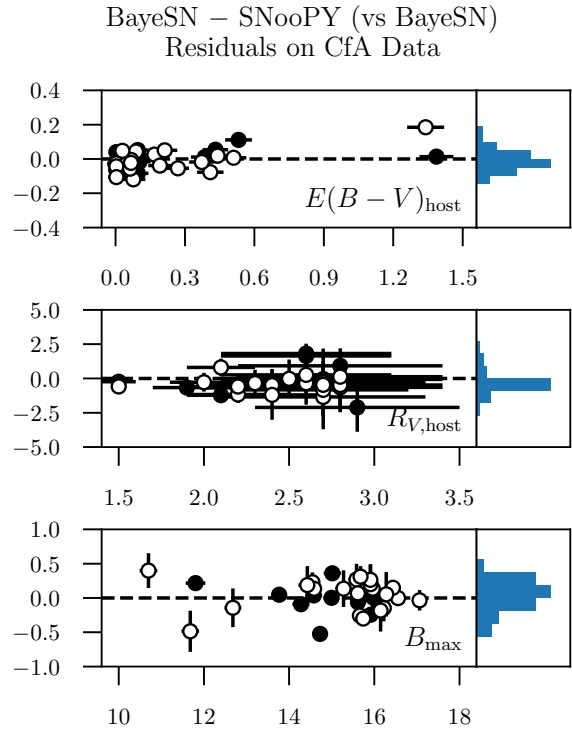 BayeSN − SNooPY (vs BayeSN)
Residuals on CfA Data
0.4
0.2
0.0
−0.2
−0.4
E(B − V)host
0.0 0.3 0.6 0.9 1.2 1.5
5.0
2.5
0.0
−2.5
−5.0
RV,host
1.5 2.0 2.5 3.0 3.5
1.0
0.5
0.0
−0.5
−1.0
Bmax
10 12 14 16 18